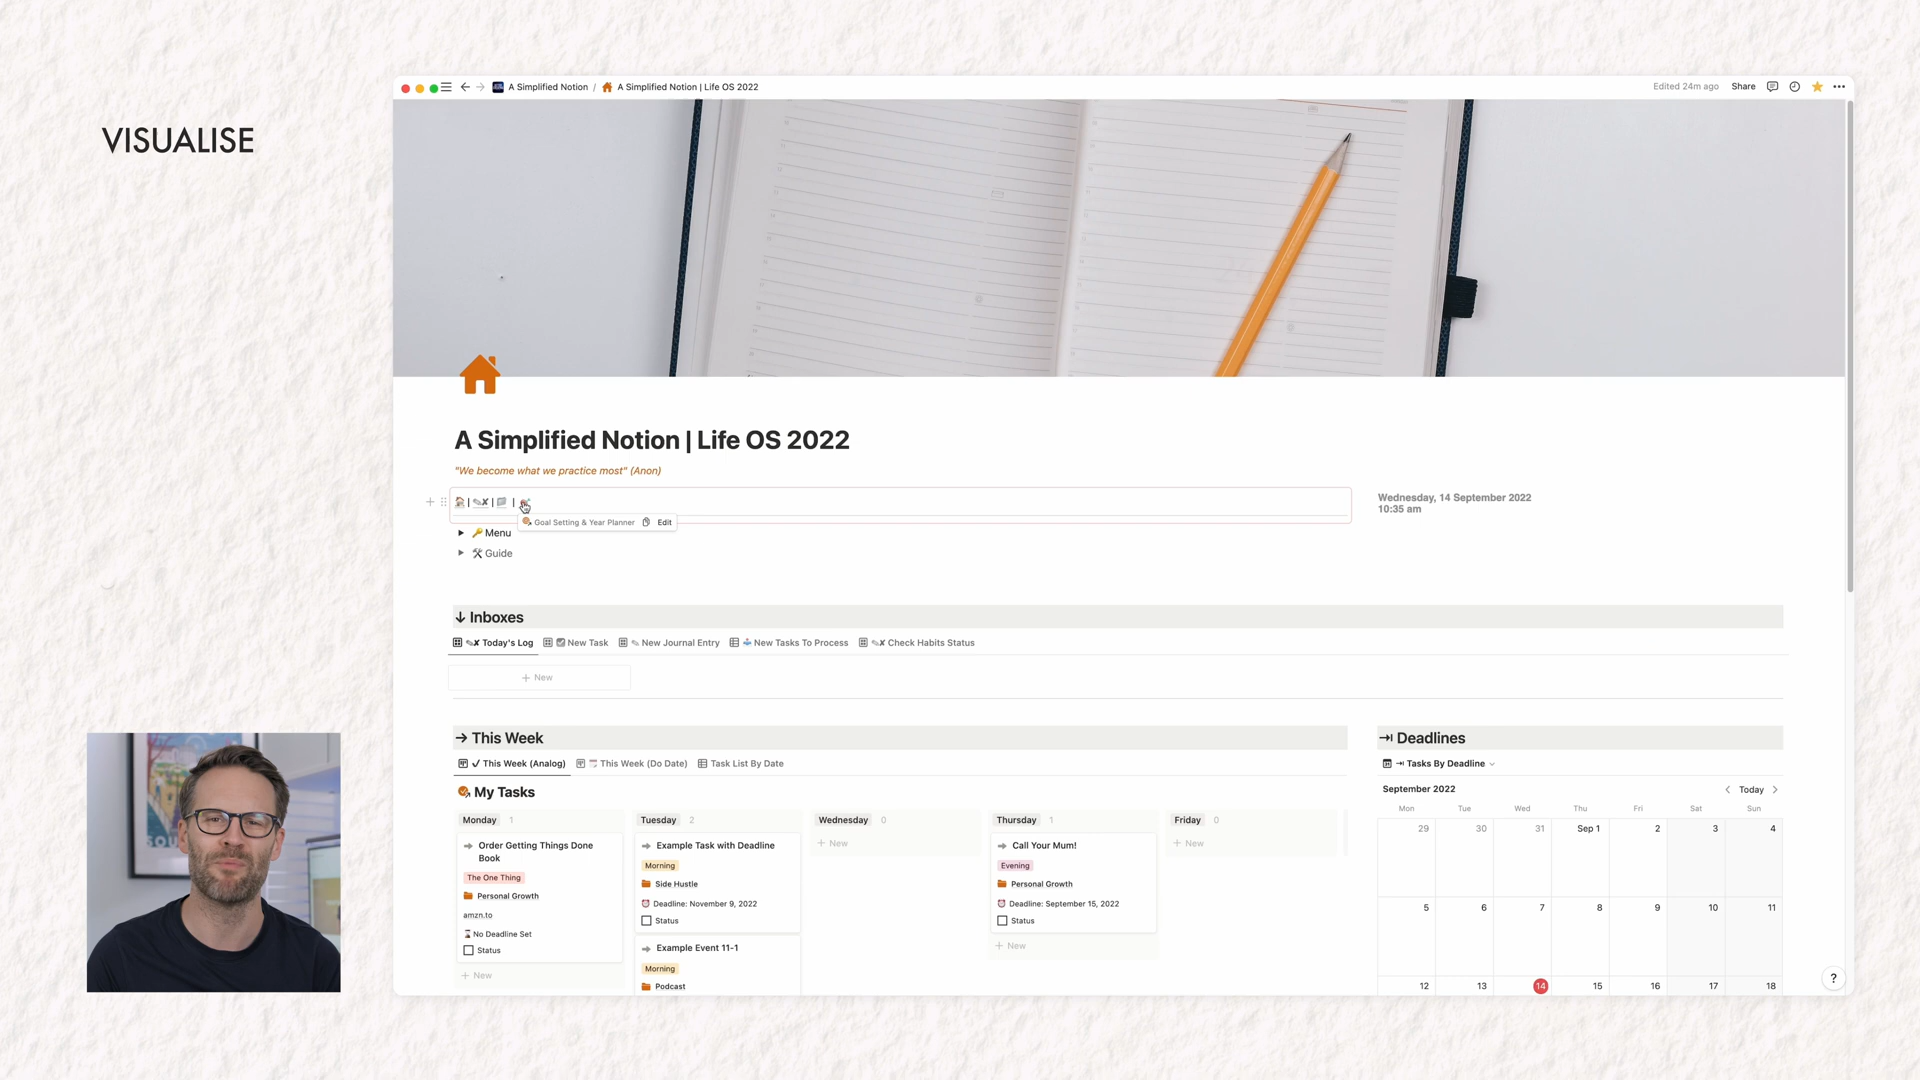 VISUALISE
A Simplified Notion / A Simplified Notion | Life OS 2022
Edited 24m ago Share
A Simplified Notion | Life OS 2022
"We become what we practice most" (Anon)
Wednesday, 14 September 2022
10:35 am
Goal Setting & Year Planner Edit
Menu
Guide
Inboxes
Today's Log New Task New Journal Entry New Tasks To Process Check Habits Status
+ New
This Week
This Week (Analog) This Week (Do Date) Task List By Date
My Tasks
Monday 1
Order Getting Things Done
Book
The One Thing
Personal Growth
amzn.to
No Deadline Set
Status
+ New
Tuesday 2
Example Task with Deadline
Morning
Side Hustle
Deadline: November 9, 2022
Status
Example Event 11-1
Morning
Podcast
Wednesday 0
+ New
Thursday 1
Call Your Mum!
Evening
Personal Growth
Deadline: September 15, 2022
Status
+ New
Friday 0
+ New
Deadlines
Tasks By Deadline
September 2022 Today
Mon Tue Wed Thu Fri Sat Sun
29 30 31 Sep 1 2 3 4
5 6 7 8 9 10 11
12 13 14 15 16 17 18
?